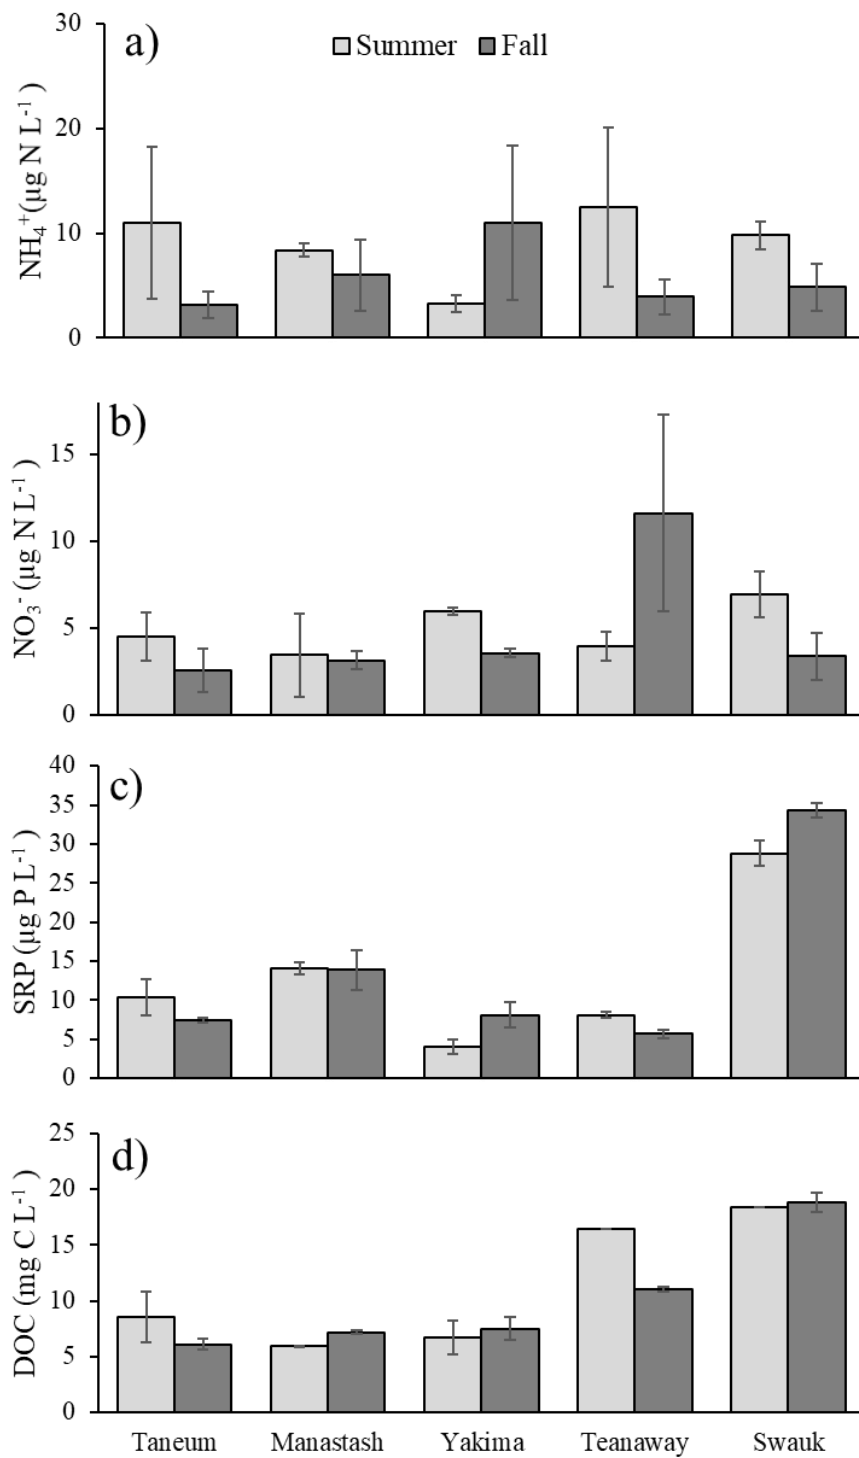 a)
Summer Fall
NH₄⁺(µg N L⁻¹)
30
20
10
0
b)
NO₃⁻ (µg N L⁻¹)
15
10
5
0
c)
SRP (µg P L⁻¹)
40
35
30
25
20
15
10
5
0
d)
DOC (mg C L⁻¹)
25
20
15
10
5
0
Taneum Manastash Yakima Teanaway Swauk